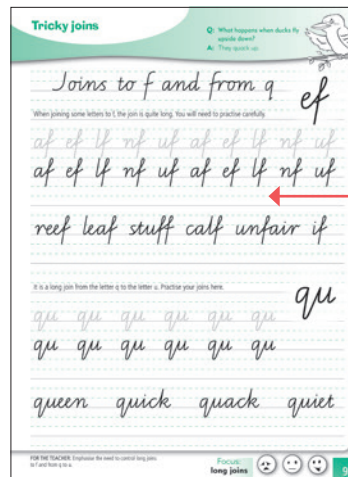 Tricky joins
Q: What happens when ducks fly
upside down?
A: They quack up.
Joins to f and from q
ef
When joining some letters to f, the join is quite long. You will need to practise carefully.
af ef lf nf uf af ef lf nf uf
af ef lf nf uf af ef lf nf uf
reef leaf stuff calf unfair if
It is a long join from the letter q to the letter u. Practise your joins here.
qu
qu qu qu qu qu qu
qu qu qu qu qu qu
queen quick quack quiet
FOR THE TEACHER: Emphasise the need to control long joins
to f and from q to u.
Focus:
long joins
9